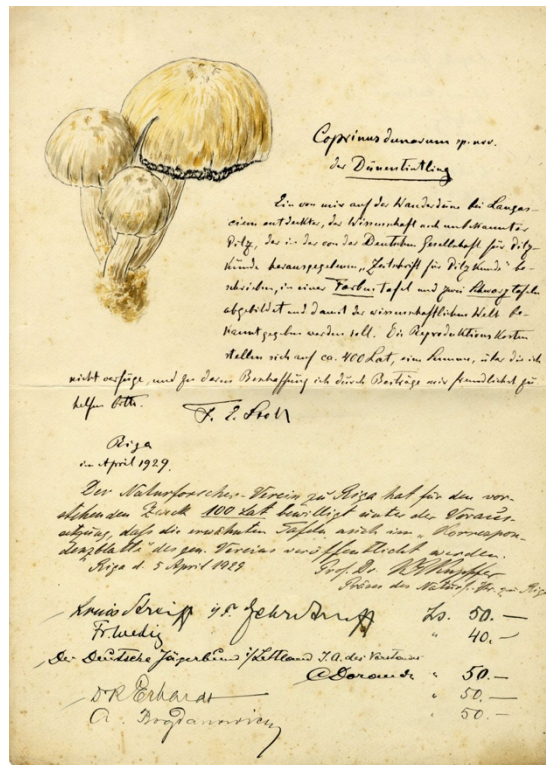 Coprinus dunarum sp. nov.
der Dünentintling
Ein von mir auf der Wanderdüne bei Langas-
ciem entdeckter, der Wissenschaft noch unbekannter
Pilz, der in der von der Deutschen Gesellschaft für Pilz-
kunde herausgegebenen „Zeitschrift für Pilzkunde" be-
schrieben, in einer Farbentafel und zwei Schwarztafeln
abgebildet und damit der wissenschaftlichen Welt be-
kanntgegeben werden soll. Die Reproduktionskosten
stellen sich auf ca. 400 Lat, eine Summe, über die ich
nicht verfüge, und zu deren Beschaffung ich durch Beiträge mir freundlichst zu
helfen bitte.
F. E. Stoll
Riga
im April 1929.
Der Naturforscher-Verein zu Riga hat für den vor-
stehenden Zweck 100 Lat bewilligt unter der Voraus-
setzung, daß die erwähnten Tafeln auch im „Korrespon-
denzblatt" des gen. Vereins veröffentlicht werden.
Riga d. 5 April 1929
Prof. Dr. K. R. Kupffer
Präses des Naturf.-Ver. zu Riga
Ls. 50.—
" 40.—
Der Deutsche Jägerbund i/Lettland I. A. des Vorstandes
" 50.—
Dr R Erhardt " 50.—
A. Bogdanowicz " 50.—